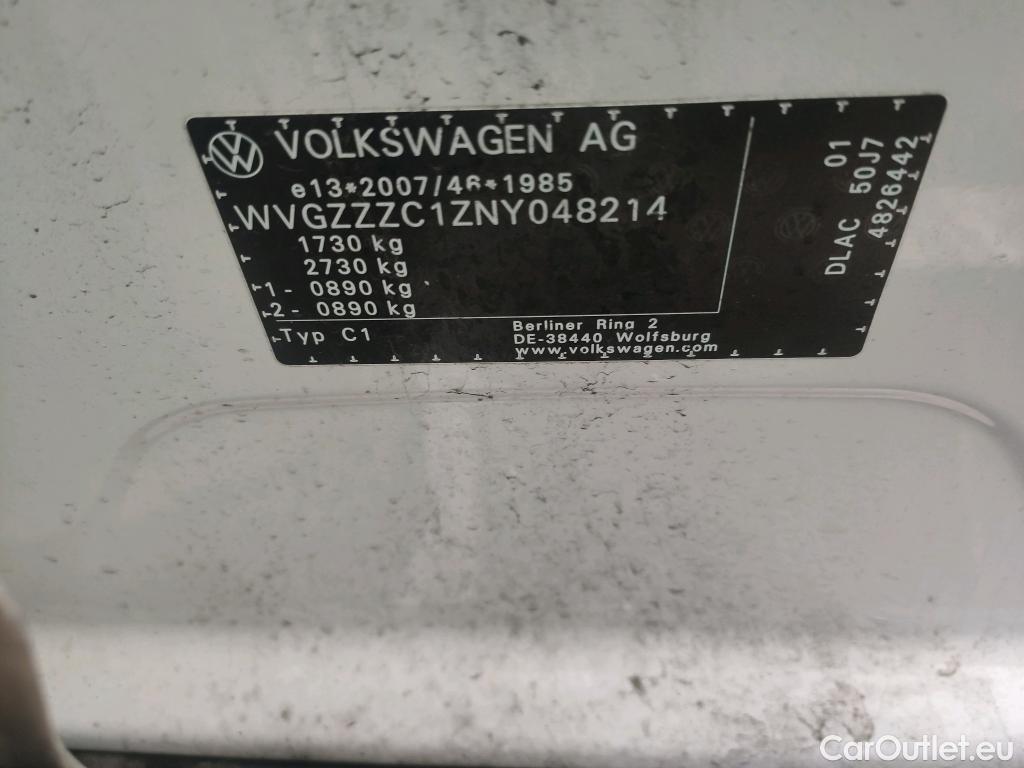 VOLKSWAGEN AG
e13*2007/46*1985
WVGZZZC1ZNY048214
1730 kg
2730 kg
1- 0890 kg
2- 0890 kg
Typ C1
Berliner Ring 2
DE-38440 Wolfsburg
www.volkswagen.com
DLAC 01
50J7
4826442
CarOutlet.eu